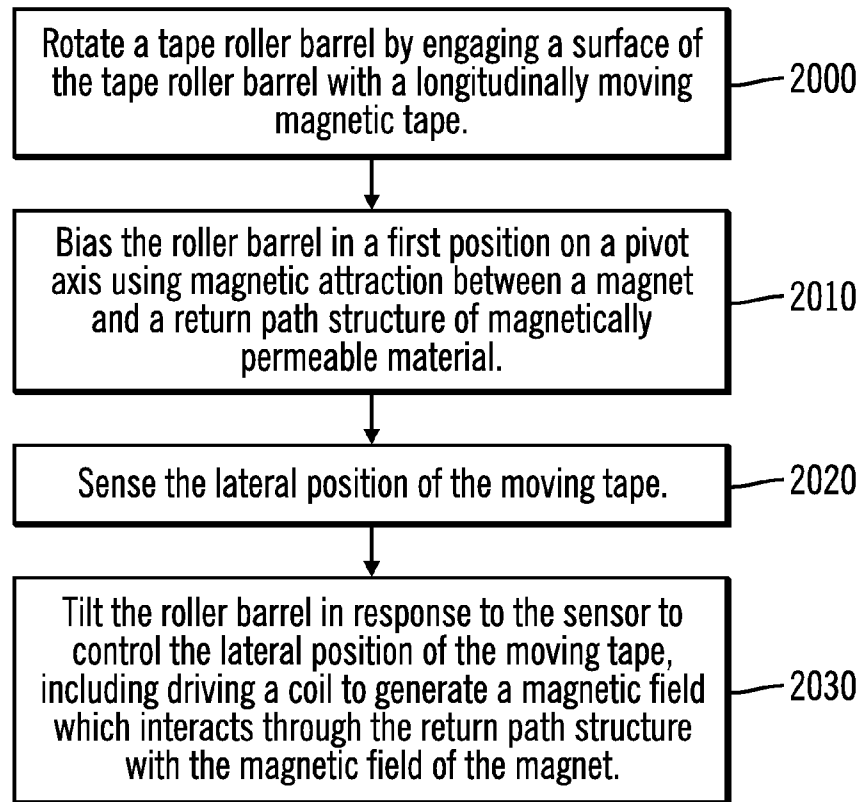 Rotate a tape roller barrel by engaging a surface of
the tape roller barrel with a longitudinally moving
magnetic tape.
2000
Bias the roller barrel in a first position on a pivot
axis using magnetic attraction between a magnet
and a return path structure of magnetically
permeable material.
2010
Sense the lateral position of the moving tape.
2020
Tilt the roller barrel in response to the sensor to
control the lateral position of the moving tape,
including driving a coil to generate a magnetic field
which interacts through the return path structure
with the magnetic field of the magnet.
2030